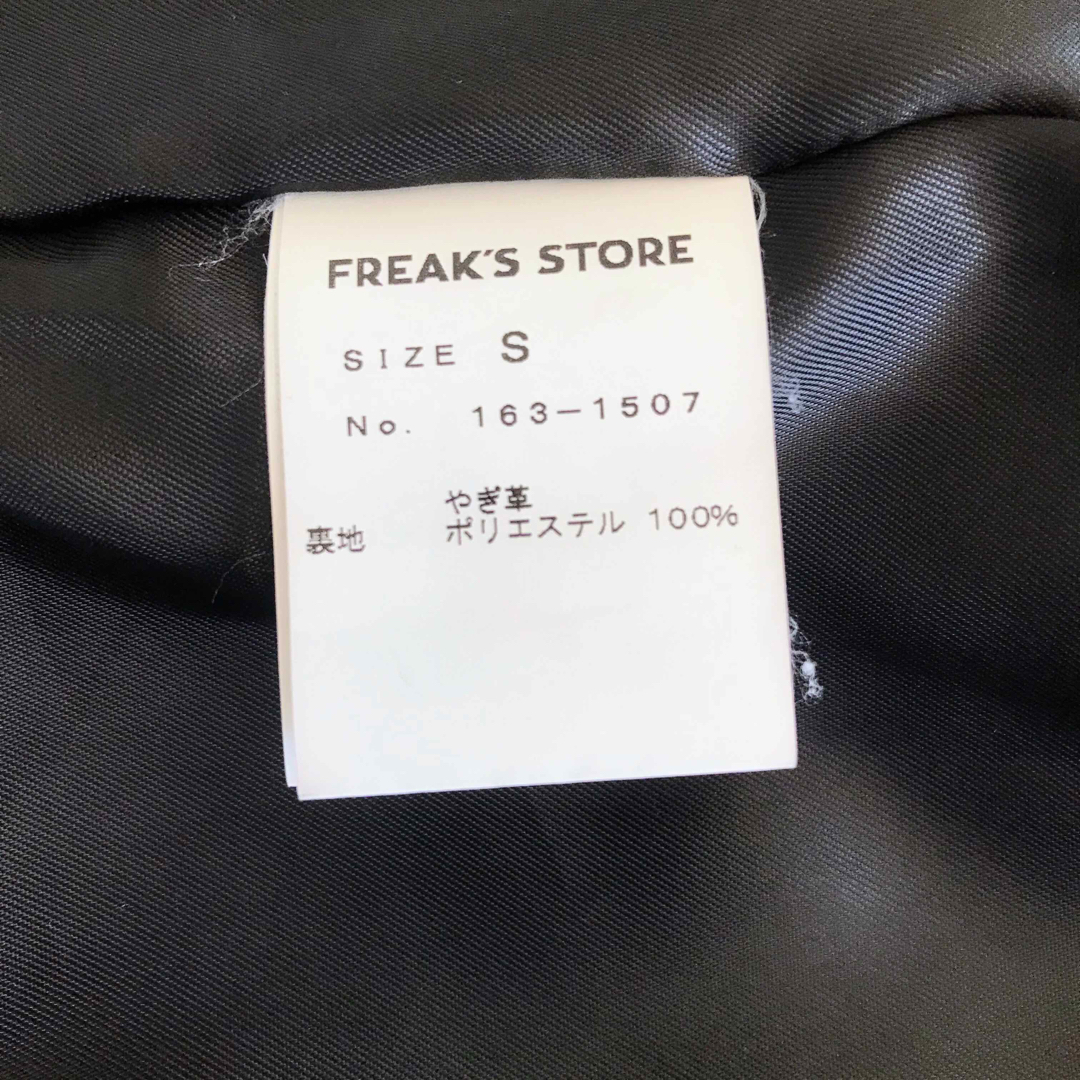 FREAK'S STORE
SIZE S
No. 163-1507
やぎ革
裏地 ポリエステル 100%